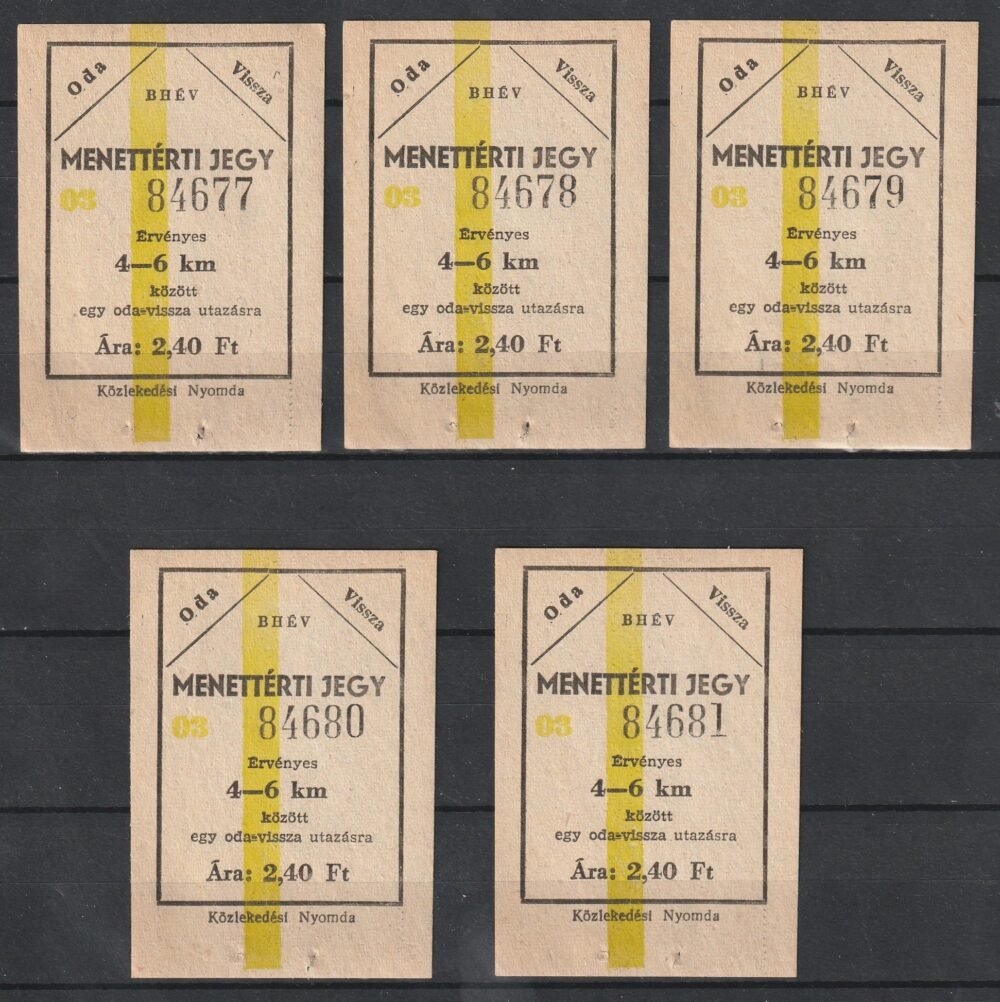 Oda Vissza
BHÉV
MENETTÉRTI JEGY
03 84677
Érvényes
4—6 km
között
egy oda=vissza utazásra
Ára: 2,40 Ft
Közlekedési Nyomda
Oda Vissza
BHÉV
MENETTÉRTI JEGY
03 84678
Érvényes
4—6 km
között
egy oda=vissza utazásra
Ára: 2,40 Ft
Közlekedési Nyomda
Oda Vissza
BHÉV
MENETTÉRTI JEGY
03 84679
Érvényes
4—6 km
között
egy oda=vissza utazásra
Ára: 2,40 Ft
Közlekedési Nyomda
Oda Vissza
BHÉV
MENETTÉRTI JEGY
03 84680
Érvényes
4—6 km
között
egy oda=vissza utazásra
Ára: 2,40 Ft
Közlekedési Nyomda
Oda Vissza
BHÉV
MENETTÉRTI JEGY
03 84681
Érvényes
4—6 km
között
egy oda=vissza utazásra
Ára: 2,40 Ft
Közlekedési Nyomda